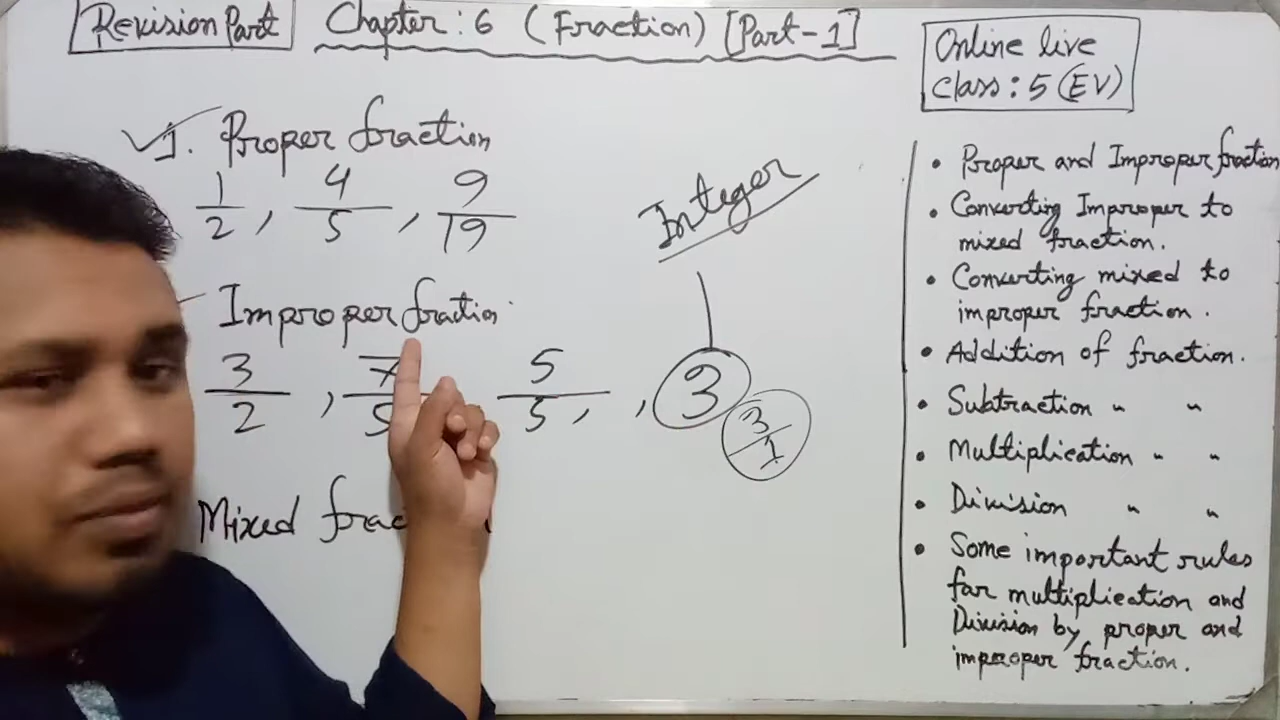 Revision Part Chapter : 6 (Fraction) [Part-1]
1. Proper fraction
1/2 , 4/5 , 9/19
Improper fraction
3/2 , 7/5 5/5 , , 3 3/1
Integer
Mixed
Online live
Class : 5 (EV)
• Proper and Improper fraction
• Converting Improper to
mixed fraction.
• Converting mixed to
improper fraction.
• Addition of fraction.
• Subtraction " "
• Multiplication " "
• Division " "
• Some important rules
for multiplication and
Division by proper and
improper fraction.